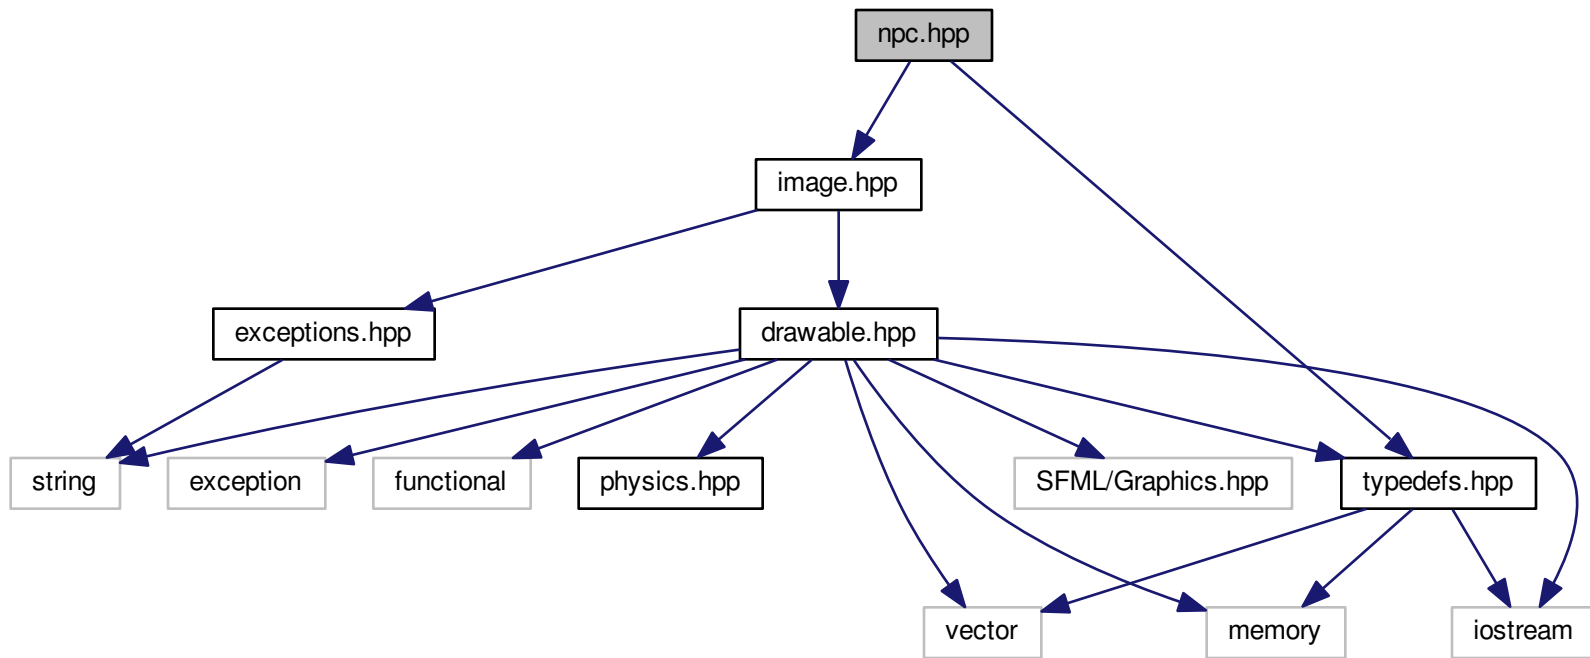 npc.hpp
image.hpp
exceptions.hpp
drawable.hpp
string
exception
functional
physics.hpp
SFML/Graphics.hpp
typedefs.hpp
vector
memory
iostream